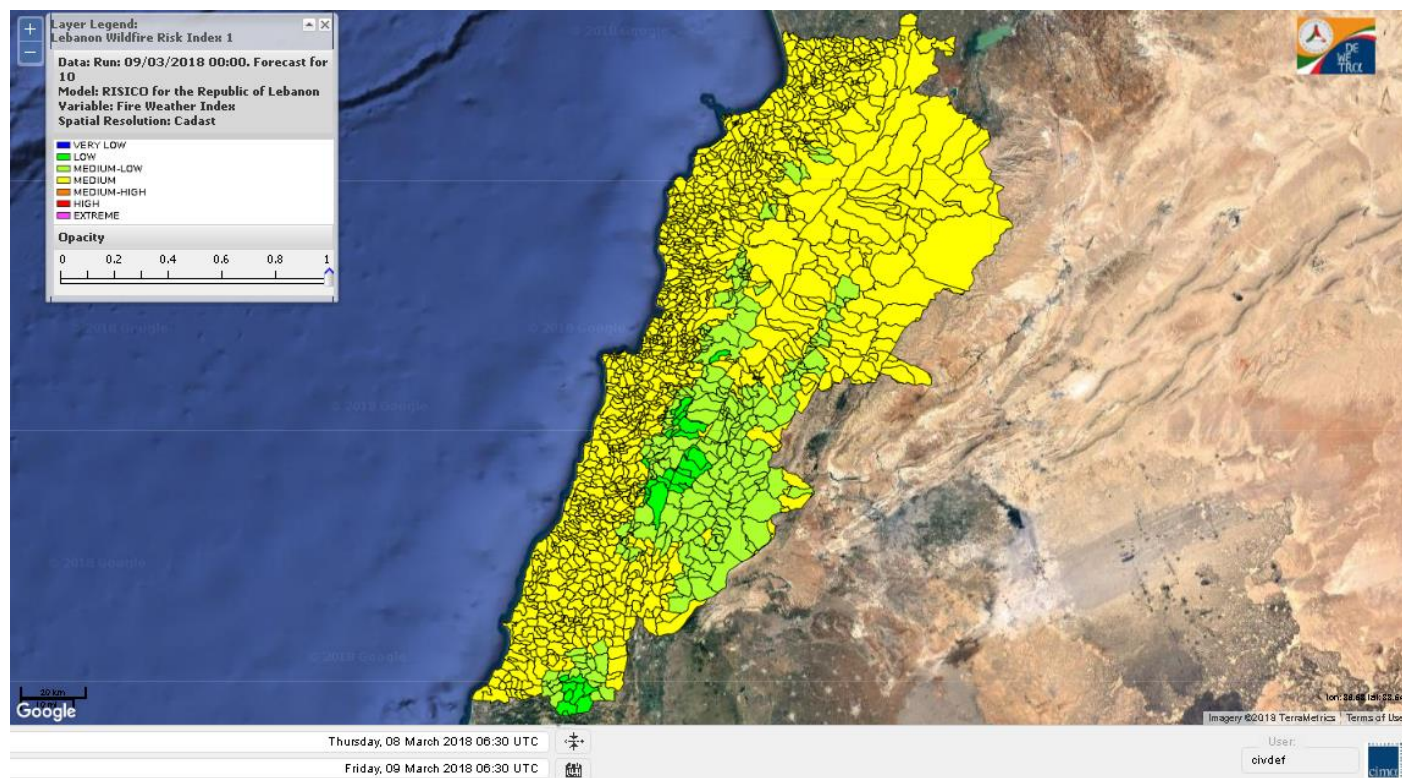 Layer Legend:
Lebanon Wildfire Risk Index 1
Data: Run: 09/03/2018 00:00. Forecast for
10
Model: RISICO for the Republic of Lebanon
Variable: Fire Weather Index
Spatial Resolution: Cadast
VERY LOW
LOW
MEDIUM-LOW
MEDIUM
MEDIUM-HIGH
HIGH
EXTREME
Opacity
0 0.2 0.4 0.6 0.8 1
DE
WE
TRA
© 2018 Google
© 2018 Google
© 2018 Google
© 2018 Google
© 2018 Google
© 2018 Google
20 km
Google
Imagery ©2018 TerraMetrics Terms of Use
Thursday, 08 March 2018 06:30 UTC
Friday, 09 March 2018 06:30 UTC
User:
civdef
cima